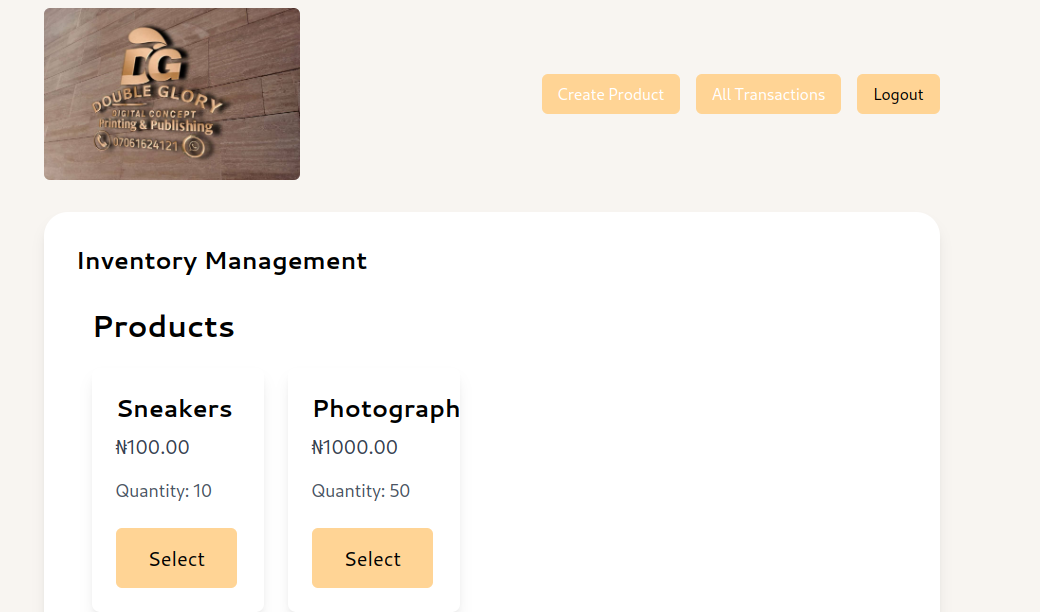 DG
DOUBLE GLORY
DIGITAL CONCEPT
Printing & Publishing
07061624121
Create Product
All Transactions
Logout
Inventory Management
Products
Sneakers
₦100.00
Quantity: 10
Select
Photograph
₦1000.00
Quantity: 50
Select